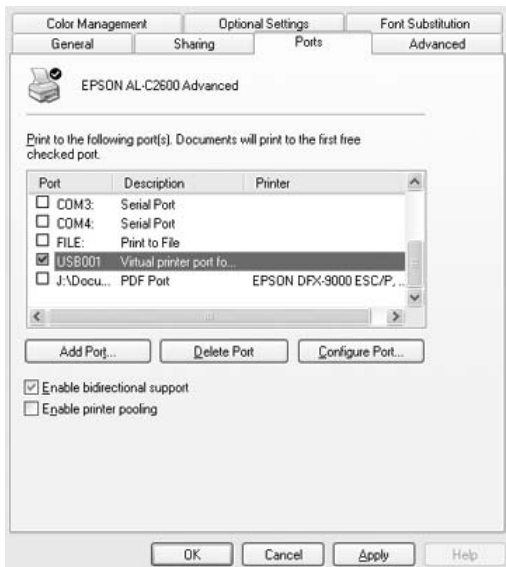 Color Management Optional Settings Font Substitution
General Sharing Ports Advanced
EPSON AL-C2600 Advanced
Print to the following port(s). Documents will print to the first free
checked port.
Port Description Printer
COM3: Serial Port
COM4: Serial Port
FILE: Print to File
USB001 Virtual printer port fo...
J:\Docu... PDF Port EPSON DFX-9000 ESC/P, ...
Add Port... Delete Port Configure Port...
Enable bidirectional support
Enable printer pooling
OK Cancel Apply Help